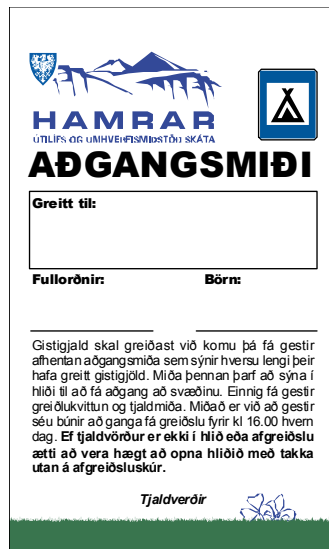 HAMRAR
ÚTILÍFS OG UMHVERFISMIÐSTÖÐ SKÁTA
AÐGANGSMIÐI
Greitt til:
Fullorðnir: Börn:
Gistigjald skal greiðast við komu þá fá gestir
afhentan aðgangsmiða sem sýnir hversu lengi þeir
hafa greitt gistigjöld. Miða þennan þarf að sýna í
hliði til að fá aðgang að svæðinu. Einnig fá gestir
greiðlukvittun og tjaldmiða. Miðað er við að gestir
séu búnir að ganga fá greiðslu fyrir kl 16.00 hvern
dag. Ef tjaldvörður er ekki í hlið eða afgreiðslu
ætti að vera hægt að opna hliðið með takka
utan á afgreiðsluskúr.
Tjaldverðir